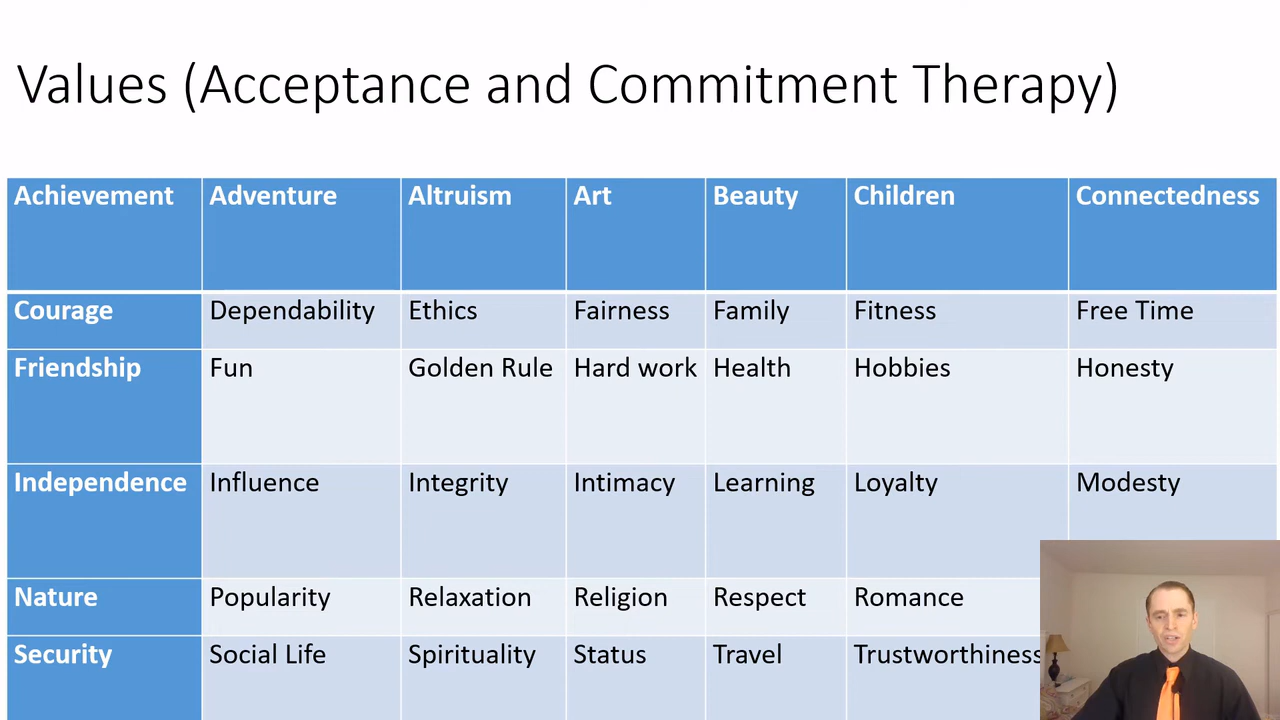 Values (Acceptance and Commitment Therapy)
Achievement Adventure Altruism Art Beauty Children Connectedness
Courage Dependability Ethics Fairness Family Fitness Free Time
Friendship Fun Golden Rule Hard work Health Hobbies Honesty
Independence Influence Integrity Intimacy Learning Loyalty Modesty
Nature Popularity Relaxation Religion Respect Romance
Security Social Life Spirituality Status Travel Trustworthiness